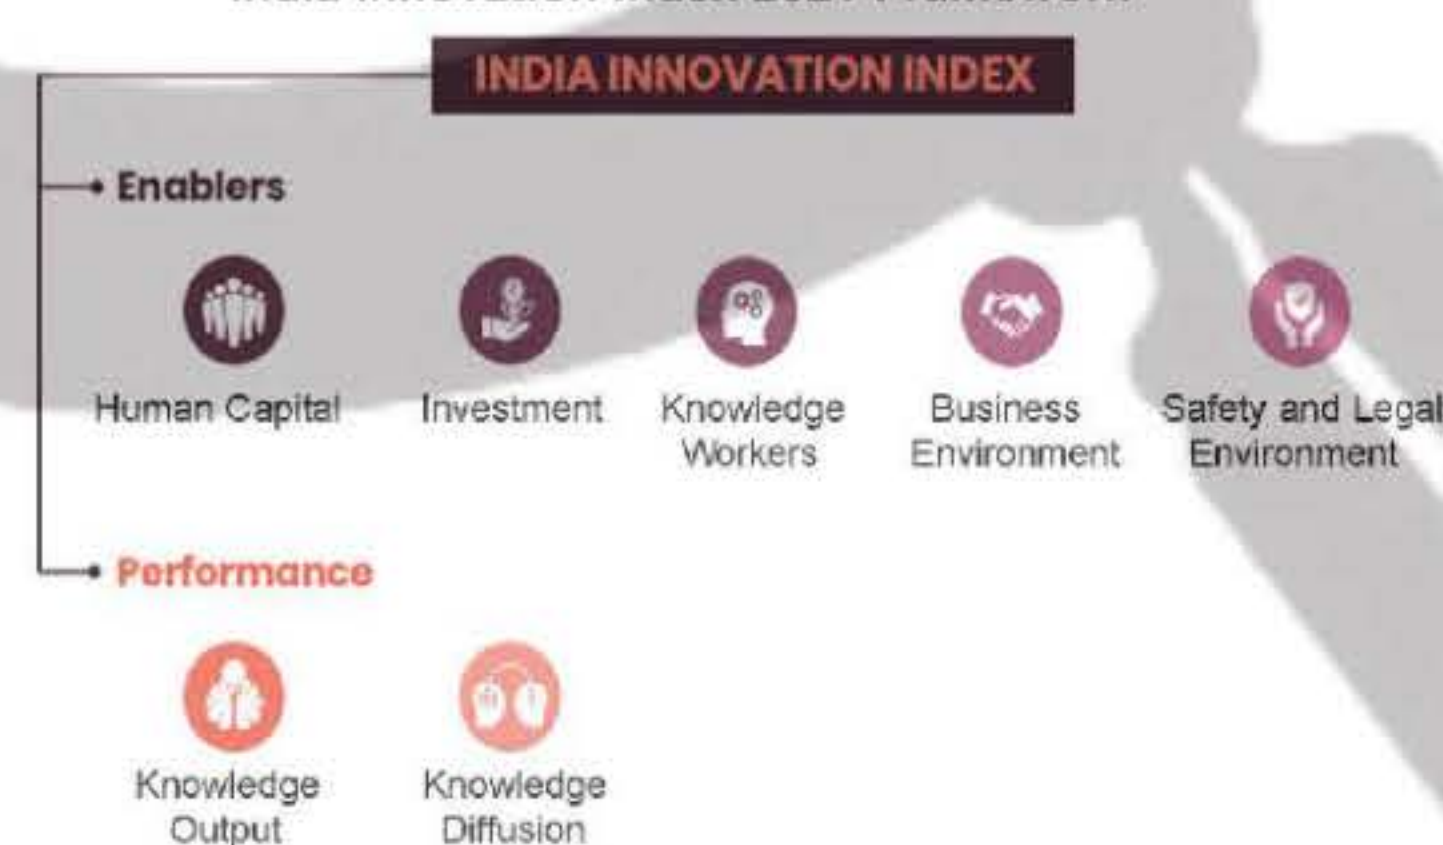 INDIA INNOVATION INDEX
Enablers
Human Capital
Investment
Knowledge
Workers
Business
Environment
Safety and Legal
Environment
Performance
Knowledge
Output
Knowledge
Diffusion